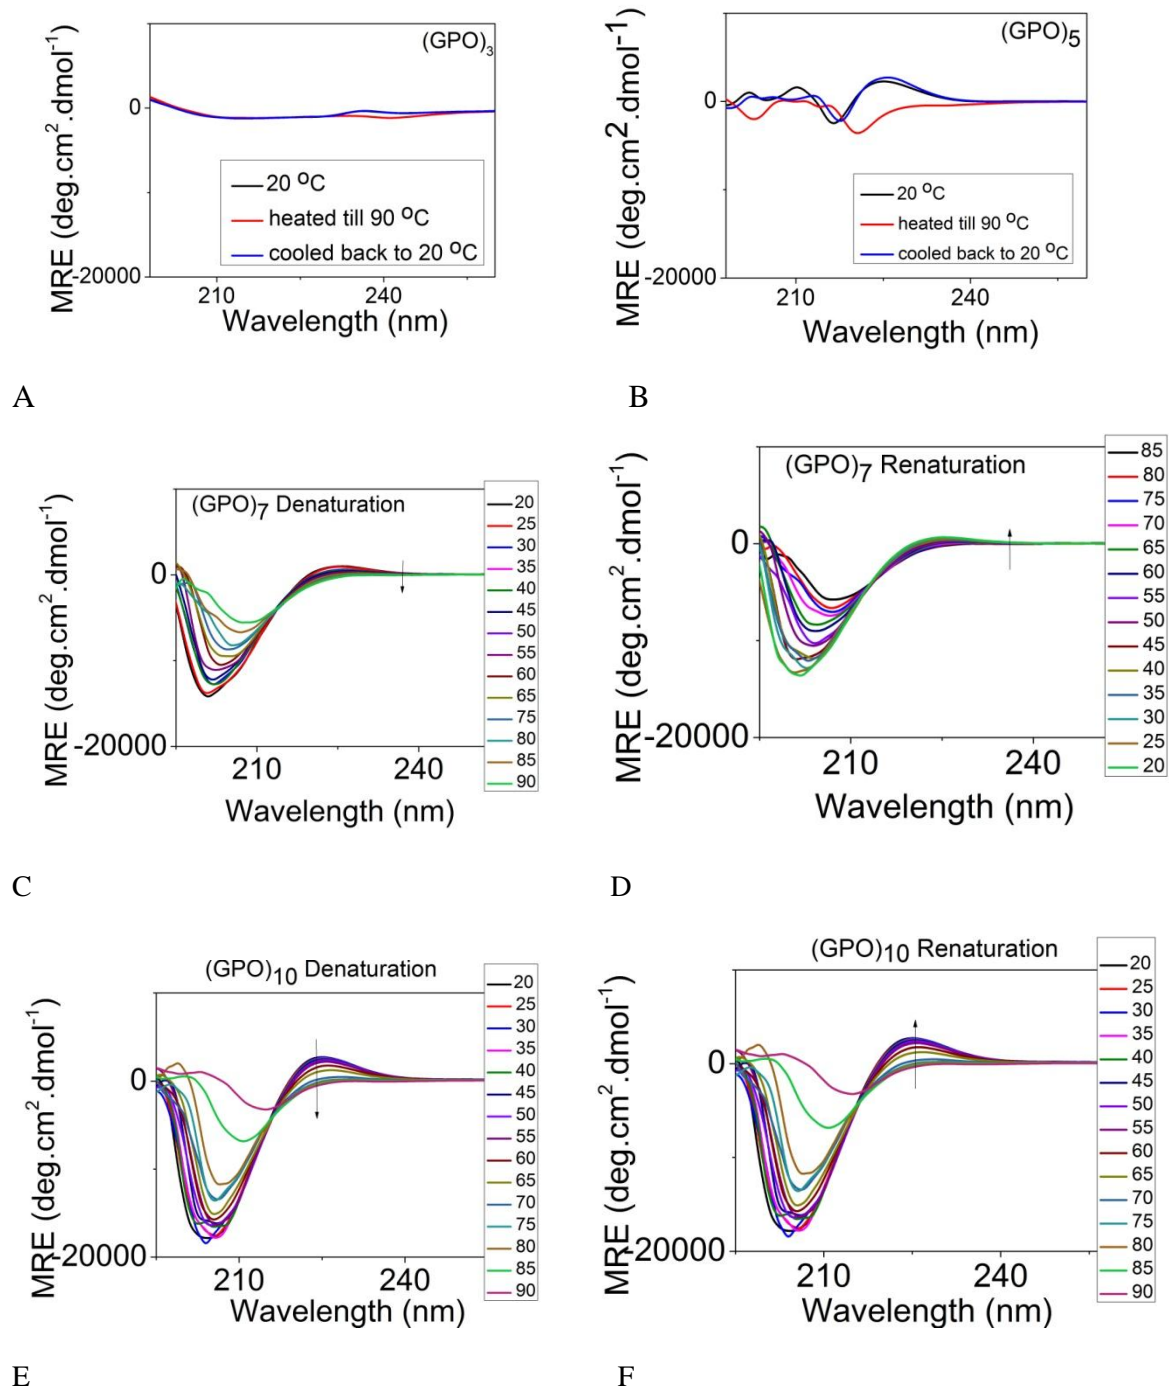 (GPO)3
MRE (deg.cm2.dmol-1)
0
-20000
20 OC
heated till 90 OC
cooled back to 20 OC
210
240
Wavelength (nm)
A
(GPO)5
MRE (deg.cm2.dmol-1)
0
-20000
20 OC
heated till 90 OC
cooled back to 20 OC
210
240
Wavelength (nm)
B
(GPO)7 Denaturation
MRE (deg.cm2.dmol-1)
0
-20000
20
25
30
35
40
45
50
55
60
65
75
80
85
90
210
240
Wavelength (nm)
C
(GPO)7 Renaturation
MRE (deg.cm2.dmol-1)
0
-20000
85
80
75
70
65
60
55
50
45
40
35
30
25
20
210
240
Wavelength (nm)
D
(GPO)10 Denaturation
MRE (deg.cm2.dmol-1)
0
-20000
20
25
30
35
40
45
50
55
60
65
70
75
80
85
90
210
240
Wavelength (nm)
E
(GPO)10 Renaturation
MRE (deg.cm2.dmol-1)
0
-20000
20
25
30
35
40
45
50
55
60
65
70
75
80
85
90
210
240
Wavelength (nm)
F